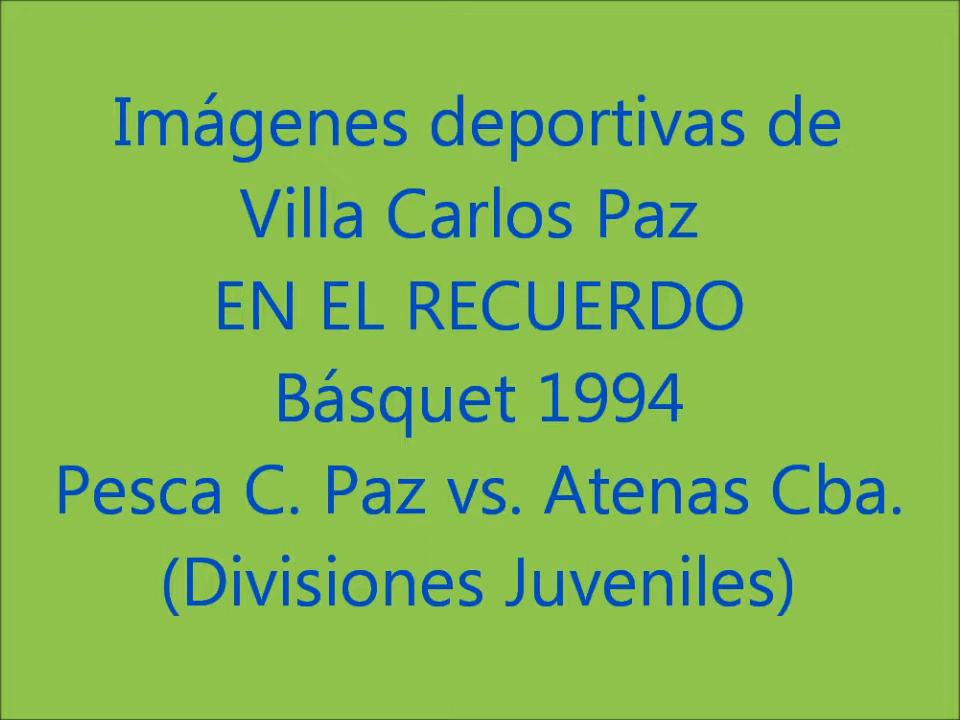 Imágenes deportivas de
Villa Carlos Paz
EN EL RECUERDO
Básquet 1994
Pesca C. Paz vs. Atenas Cba.
(Divisiones Juveniles)